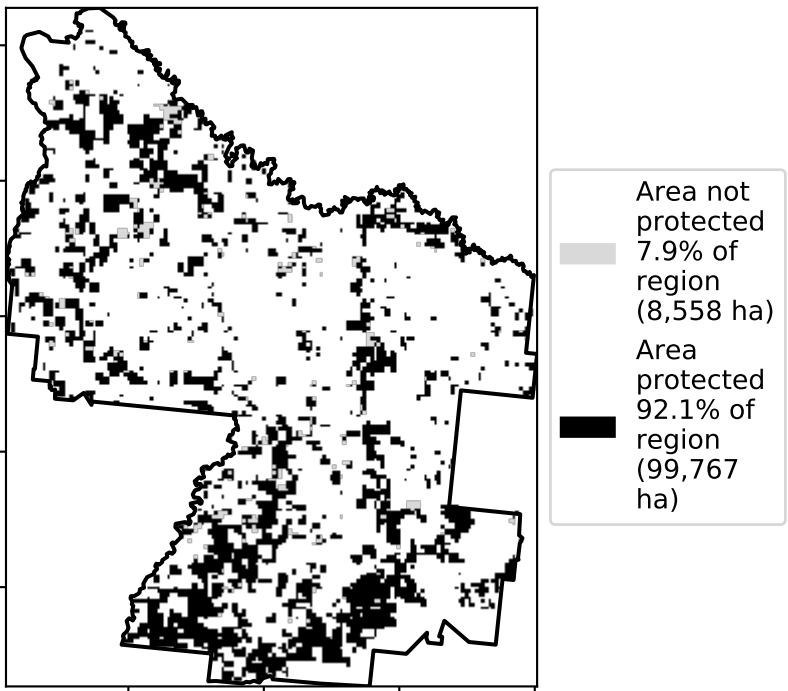 Area not
protected
7.9% of
region
(8,558 ha)
Area
protected
92.1% of
region
(99,767
ha)